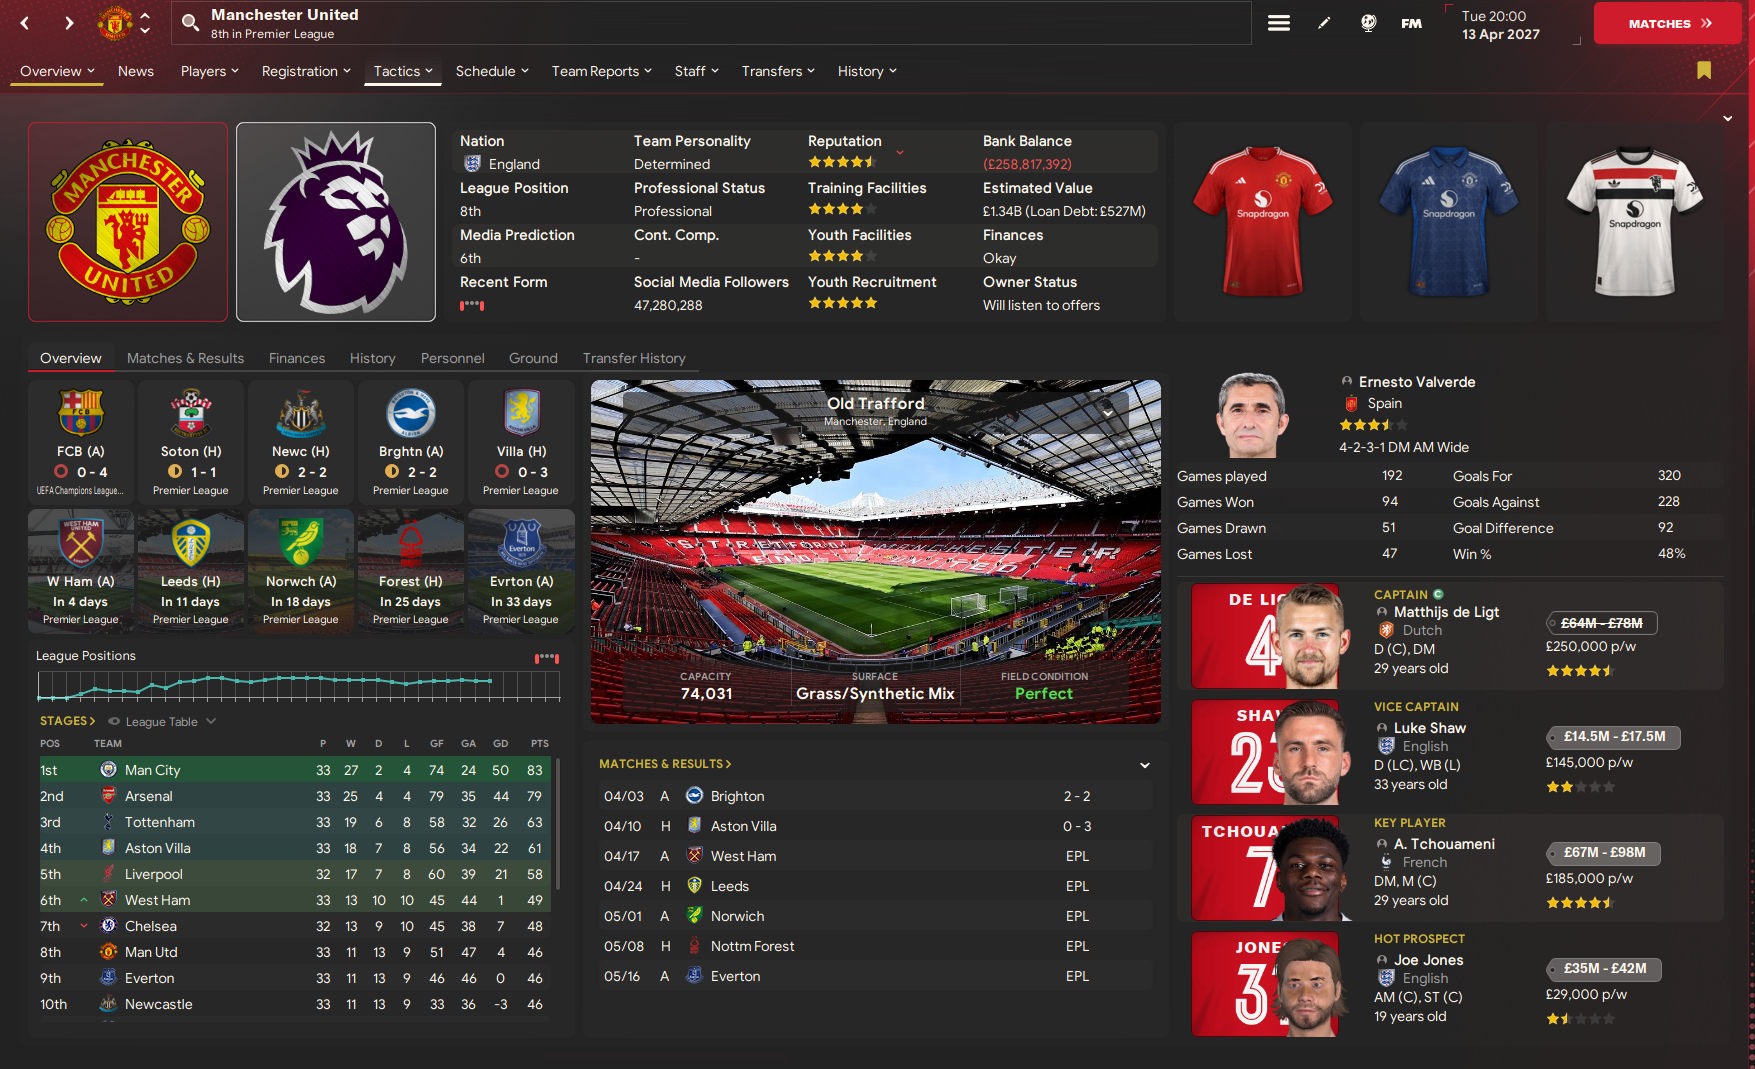 Manchester United
8th in Premier League
FM
Tue 20:00
13 Apr 2027
MATCHES
Overview News Players Registration Tactics Schedule Team Reports Staff Transfers History
MANCHESTER
UNITED
Nation
England
League Position
8th
Media Prediction
6th
Recent Form
Team Personality
Determined
Professional Status
Professional
Cont. Comp.
-
Social Media Followers
47,280,288
Reputation
Training Facilities
Youth Facilities
Youth Recruitment
Bank Balance
(£258,817,392)
Estimated Value
£1.34B (Loan Debt: £527M)
Finances
Okay
Owner Status
Will listen to offers
Snapdragon
Snapdragon
Snapdragon
Overview Matches & Results Finances History Personnel Ground Transfer History
FCB (A)
0 - 4
UEFA Champions League...
Soton (H)
1 - 1
Premier League
Newc (H)
2 - 2
Premier League
Brghtn (A)
2 - 2
Premier League
Villa (H)
0 - 3
Premier League
W Ham (A)
In 4 days
Premier League
Leeds (H)
In 11 days
Premier League
Norwch (A)
In 18 days
Premier League
Forest (H)
In 25 days
Premier League
Everton
Evrton (A)
In 33 days
Premier League
League Positions
STAGES> League Table
POS TEAM P W D L GF GA GD PTS
1st Man City 33 27 2 4 74 24 50 83
2nd Arsenal 33 25 4 4 79 35 44 79
3rd Tottenham 33 19 6 8 58 32 26 63
4th Aston Villa 33 18 7 8 56 34 22 61
5th Liverpool 32 17 7 8 60 39 21 58
6th West Ham 33 13 10 10 45 44 1 49
7th Chelsea 32 13 9 10 45 38 7 48
8th Man Utd 33 11 13 9 51 47 4 46
9th Everton 33 11 13 9 46 46 0 46
10th Newcastle 33 11 13 9 33 36 -3 46
Old Trafford
Manchester, England
STRETFORD END
MANCHESTER
CAPACITY
74,031
SURFACE
Grass/Synthetic Mix
FIELD CONDITION
Perfect
MATCHES & RESULTS>
04/03 A Brighton 2 - 2
04/10 H Aston Villa 0 - 3
04/17 A West Ham EPL
04/24 H Leeds EPL
05/01 A Norwich EPL
05/08 H Nottm Forest EPL
05/16 A Everton EPL
Ernesto Valverde
Spain
4-2-3-1 DM AM Wide
Games played 192 Goals For 320
Games Won 94 Goals Against 228
Games Drawn 51 Goal Difference 92
Games Lost 47 Win % 48%
DE LIG
4
CAPTAIN C
Matthijs de Ligt
Dutch
D (C), DM
29 years old
£64M - £78M
£250,000 p/w
SHAW
23
VICE CAPTAIN
Luke Shaw
English
D (LC), WB (L)
33 years old
£14.5M - £17.5M
£145,000 p/w
TCHOUA
7
KEY PLAYER
A. Tchouameni
French
DM, M (C)
29 years old
£67M - £98M
£185,000 p/w
JONE
3
HOT PROSPECT
Joe Jones
English
AM (C), ST (C)
19 years old
£35M - £42M
£29,000 p/w